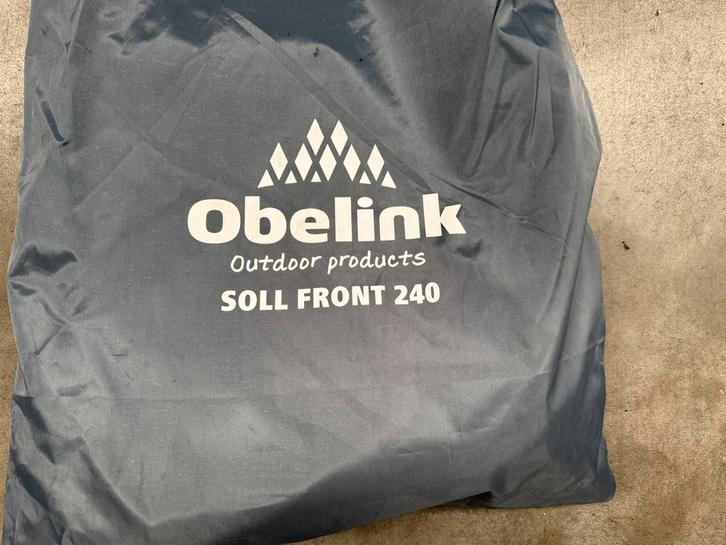 Obelink
Outdoor products
SOLL FRONT 240